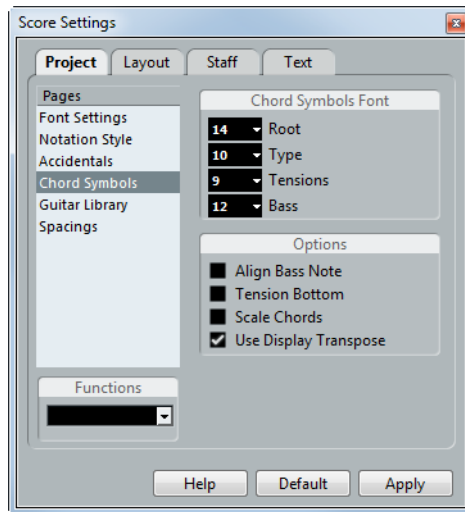 Score Settings
Project Layout Staff Text
Pages
Font Settings
Notation Style
Accidentals
Chord Symbols
Guitar Library
Spacings
Functions
Chord Symbols Font
14 Root
10 Type
9 Tensions
12 Bass
Options
Align Bass Note
Tension Bottom
Scale Chords
Use Display Transpose
Help Default Apply